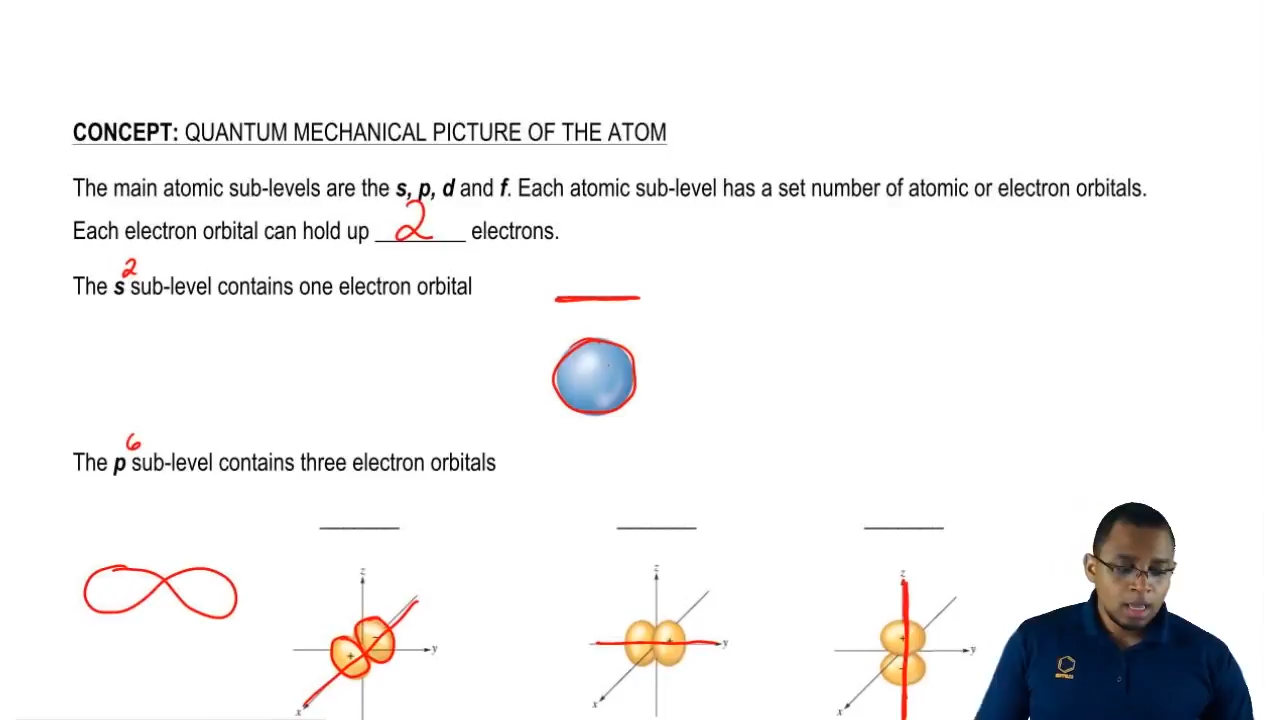 CONCEPT: QUANTUM MECHANICAL PICTURE OF THE ATOM
The main atomic sub-levels are the s, p, d and f. Each atomic sub-level has a set number of atomic or electron orbitals.
Each electron orbital can hold up 2 electrons.
The s2 sub-level contains one electron orbital
The p6 sub-level contains three electron orbitals
z z z
+ - + + -
y y y
x x x